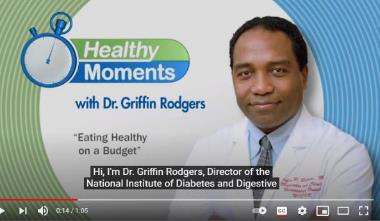 Healthy
Moments
with Dr. Griffin Rodgers
"Eating Healthy
on a Budget"
Hi, I'm Dr. Griffin Rodgers, Director of the
National Institute of Diabetes and Digestive
0:14 / 1:05